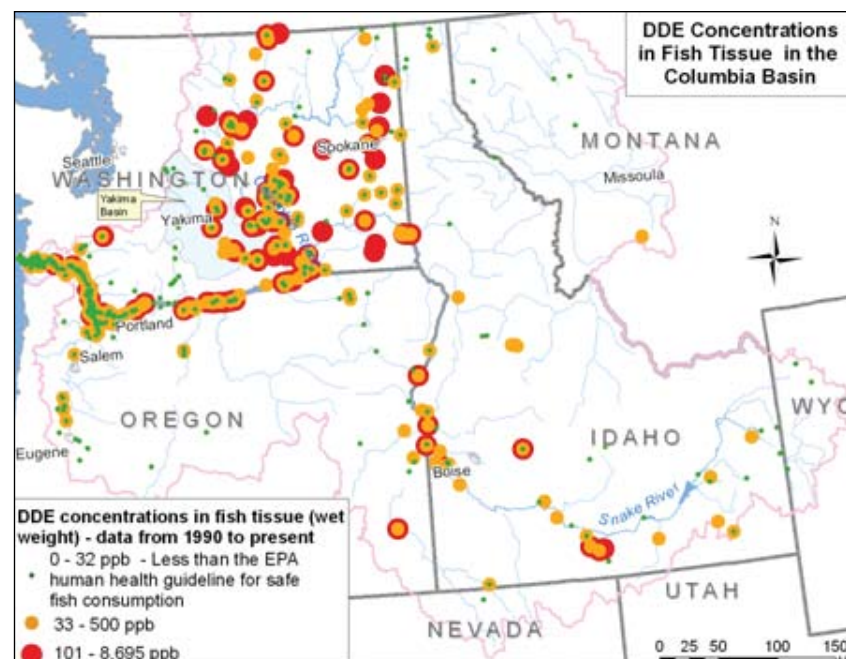 DDE Concentrations
in Fish Tissue in the
Columbia Basin
MONTANA
Spokane
Seattle
WASHINGTON
Missoula
Yakima
Basin
Yakima
N
Portland
Salem
OREGON
WYO
IDAHO
Eugene
Boise
Snake River
DDE concentrations in fish tissue (wet
weight) - data from 1990 to present
0 - 32 ppb - Less than the EPA
human health guideline for safe
fish consumption
33 - 500 ppb
101 - 8,695 ppb
UTAH
NEVADA
0 25 50 100 150